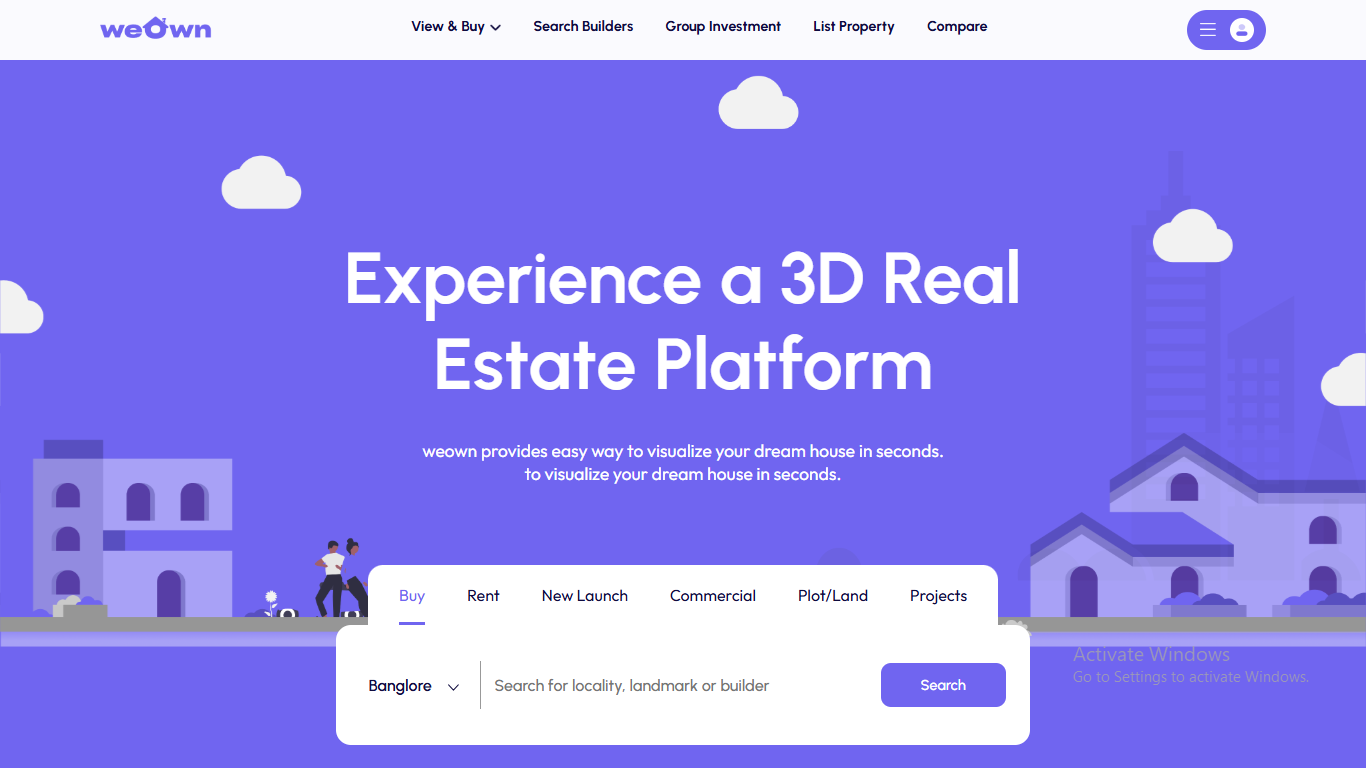 weown
View & Buy
Search Builders
Group Investment
List Property
Compare
Experience a 3D Real
Estate Platform
weown provides easy way to visualize your dream house in seconds.
to visualize your dream house in seconds.
Buy
Rent
New Launch
Commercial
Plot/Land
Projects
Banglore
Search for locality, landmark or builder
Search
Activate Windows
Go to Settings to activate Windows.